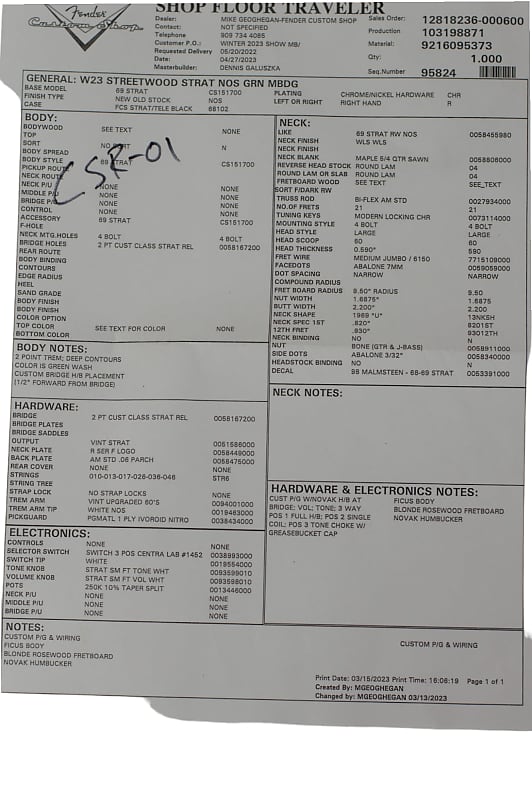 Fender
Custom Shop
SHOP FLOOR TRAVELER
Dealer: MIKE GEOGHEGAN-FENDER CUSTOM SHOP
Contact: NOT SPECIFIED
Telephone 909 734 4085
Customer P.O.: WINTER 2023 SHOW MB/
Requested Delivery 05/20/2022
Date: 04/27/2023
Masterbuilder: DENNIS GALUSZKA
Sales Order: 12818236-000600
Production 103198871
Material: 9216095373
Qty: 1.000
Seq.Number 95824
GENERAL: W23 STREETWOOD STRAT NOS GRN MBDG
BASE MODEL 69 STRAT CS151700
FINISH TYPE NEW OLD STOCK NOS
CASE FCS STRAT/TELE BLACK 68102
PLATING CHROME/NICKEL HARDWARE CHR
LEFT OR RIGHT RIGHT HAND R
BODY:
BODYWOOD SEE TEXT NONE
TOP
SORT NO SORT N
BODY SPREAD
BODY STYLE 69 STRAT CS151700
PICKUP ROUTE
NECK ROUTE
NECK P/U NONE NONE
MIDDLE P/U NONE NONE
BRIDGE P/U NONE NONE
CONTROL NONE NONE
ACCESSORY 69 STRAT CS151700
F-HOLE
NECK MTG.HOLES 4 BOLT 4 BOLT
BRIDGE HOLES 2 PT CUST CLASS STRAT REL 0058167200
REAR ROUTE
BODY BINDING
CONTOURS
EDGE RADIUS
HEEL
SAND GRADE
BODY FINISH
BODY FINISH
COLOR OPTION
TOP COLOR SEE TEXT FOR COLOR NONE
BOTTOM COLOR
CSR-01
BODY NOTES:
2 POINT TREM; DEEP CONTOURS
COLOR IS GREEN WASH
CUSTOM BRIDGE H/B PLACEMENT
(1/2" FORWARD FROM BRIDGE)
HARDWARE:
BRIDGE 2 PT CUST CLASS STRAT REL 0058167200
BRIDGE PLATES
BRIDGE SADDLES
OUTPUT VINT STRAT 0051586000
NECK PLATE R SER F LOGO 0058449000
BACK PLATE AM STD .06 PARCH 0058475000
REAR COVER NONE NONE
STRINGS 010-013-017-026-036-046 STR6
STRING TREE
STRAP LOCK NO STRAP LOCKS NONE
TREM ARM VINT UPGRADED 60'S 0094001000
TREM ARM TIP WHITE NOS 0019483000
PICKGUARD PGMATL 1 PLY IVOROID NITRO 0038434000
ELECTRONICS:
CONTROLS NONE NONE
SELECTOR SWITCH SWITCH 3 POS CENTRA LAB #1452 0038993000
SWITCH TIP WHITE 0019554000
TONE KNOB STRAT SM FT TONE WHT 0093599010
VOLUME KNOB STRAT SM FT VOL WHT 0093598010
POTS 250K 10% TAPER SPLIT 0013446000
NECK P/U NONE NONE
MIDDLE P/U NONE NONE
BRIDGE P/U NONE NONE
NECK:
LIKE 69 STRAT RW NOS 0058455980
NECK FINISH WLS WLS
NECK FINISH
NECK BLANK MAPLE 5/4 QTR SAWN 0058808000
REVERSE HEAD STOCK ROUND LAM 04
ROUND LAM OR SLAB ROUND LAM 04
FRETBOARD WOOD SEE TEXT SEE_TEXT
SORT F/DARK RW
TRUSS ROD BI-FLEX AM STD 0027934000
NO.OF FRETS 21 21
TUNING KEYS MODERN LOCKING CHR 0073114000
MOUNTING STYLE 4 BOLT 4 BOLT
HEAD STYLE LARGE LARGE
HEAD SCOOP 60 60
HEAD THICKNESS 0.590" 590
FRET WIRE MEDIUM JUMBO / 6150 7715109000
FACEDOTS ABALONE 7MM 0059059000
DOT SPACING NARROW NARROW
COMPOUND RADIUS
FRET BOARD RADIUS 9.50" RADIUS 9.50
NUT WIDTH 1.6875" 1.6875
BUTT WIDTH 2.200" 2.200
NECK SHAPE 1969 "U" 13NKSH
NECK SPEC 1ST .820" 8201ST
12TH FRET .930" 93012TH
NECK BINDING NO N
NUT BONE (GTR & J-BASS) 0058911000
SIDE DOTS ABALONE 3/32" 0058340000
HEADSTOCK BINDING NO N
DECAL 98 MALMSTEEN - 68-69 STRAT 0053391000
NECK NOTES:
HARDWARE & ELECTRONICS NOTES:
CUST P/G W/NOVAK H/B AT FICUS BODY
BRIDGE; VOL; TONE; 3 WAY BLONDE ROSEWOOD FRETBOARD
POS 1 FULL H/B; POS 2 SINGLE NOVAK HUMBUCKER
COIL; POS 3 TONE CHOKE W/
GREASEBUCKET CAP
NOTES:
CUSTOM P/G & WIRING CUSTOM P/G & WIRING
FICUS BODY
BLONDE ROSEWOOD FRETBOARD
NOVAK HUMBUCKER
Print Date: 03/15/2023 Print Time: 16:06:19 Page 1 of 1
Created By: MGEOGHEGAN
Changed by: MGEOGHEGAN 03/13/2023